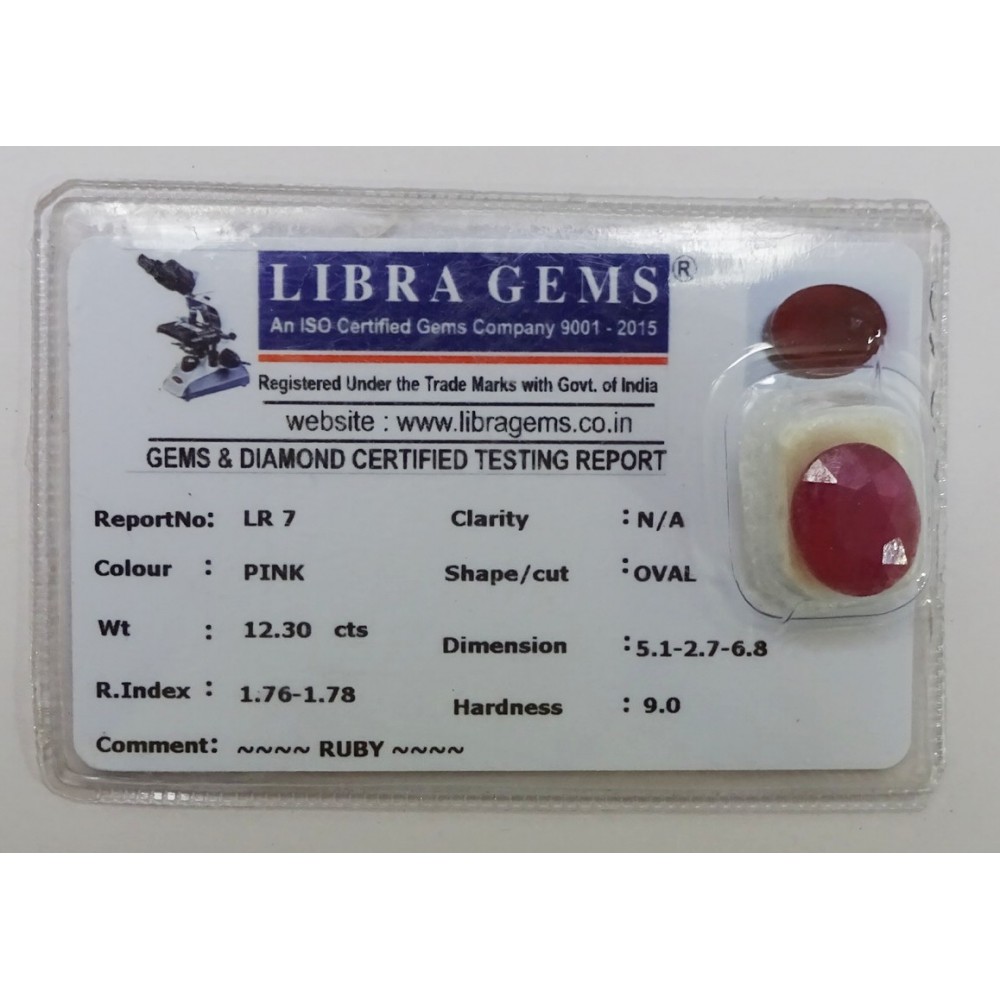 LIBRA GEMS ®
An ISO Certified Gems Company 9001 - 2015
Registered Under the Trade Marks with Govt. of India
website : www.libragems.co.in
GEMS & DIAMOND CERTIFIED TESTING REPORT
ReportNo: LR 7 Clarity : N/A
Colour : PINK Shape/cut : OVAL
Wt : 12.30 cts Dimension : 5.1-2.7-6.8
R.Index : 1.76-1.78 Hardness : 9.0
Comment: ~~~~ RUBY ~~~~